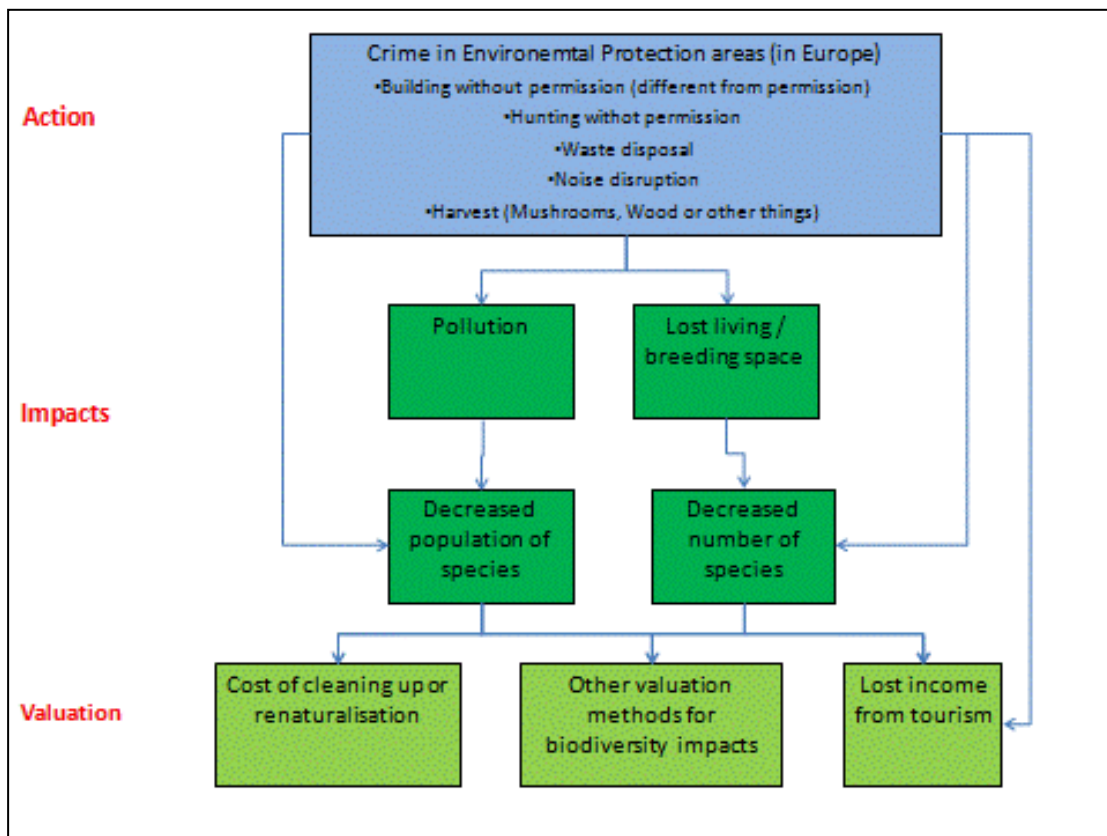 Crime in Environemtal Protection areas (in Europe)
•Building without permission (different from permission)
•Hunting withot permission
•Waste disposal
•Noise disruption
•Harvest (Mushrooms, Wood or other things)
Action
Pollution
Lost living /
breeding space
Impacts
Decreased
population of
species
Decreased
number of
species
Valuation
Cost of cleaning up or
renaturalisation
Other valuation
methods for
biodiversity impacts
Lost income
from tourism